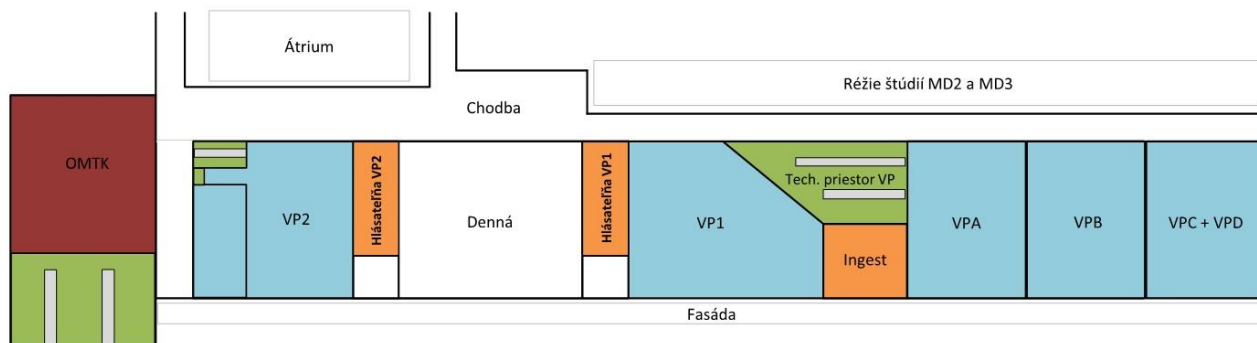 Átrium
Réžie štúdií MD2 a MD3
Chodba
OMTK
VP2
Hlásateľňa VP2
Denná
Hlásateľňa VP1
VP1
Tech. priestor VP
Ingest
VPA
VPB
VPC + VPD
Fasáda